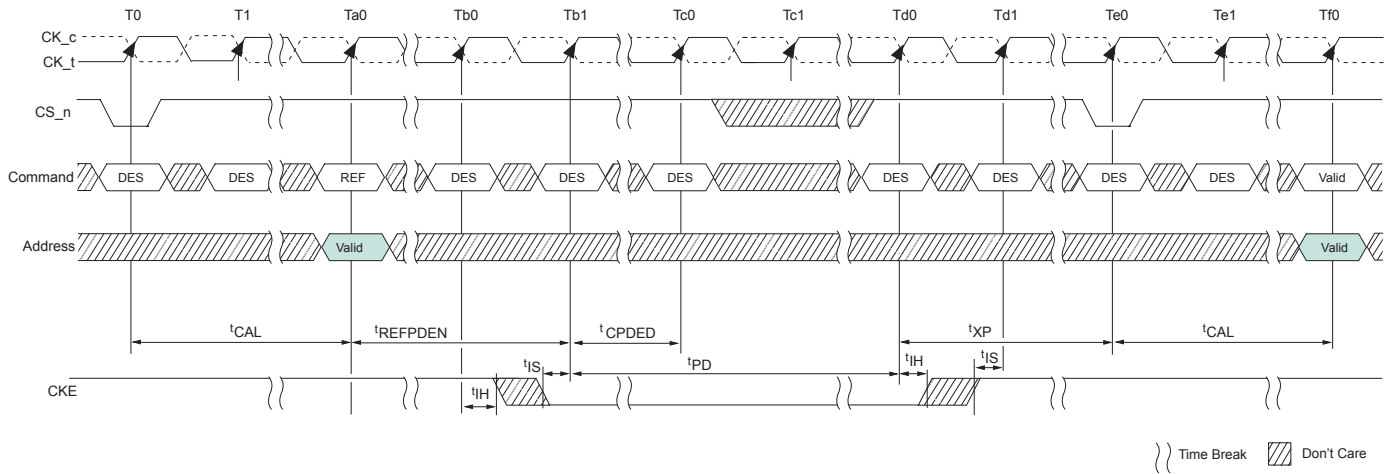 T0 T1 Ta0 Tb0 Tb1 Tc0 Tc1 Td0 Td1 Te0 Te1 Tf0
CK_c
CK_t
CS_n
Command DES DES REF DES DES DES DES DES DES DES Valid
Address Valid Valid
tCAL tREFPDEN tCPDED tXP tCAL
tIS tPD tIH tIS
CKE tIH
Time Break Don't Care